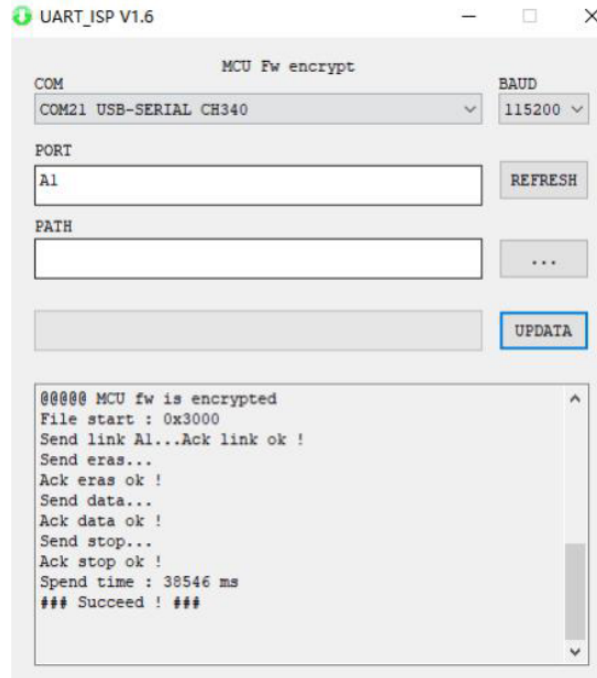 UART_ISP V1.6
MCU Fw encrypt
COM
BAUD
COM21 USB-SERIAL CH340
115200
PORT
A1
REFRESH
PATH
...
UPDATA
@@@@@ MCU fw is encrypted
File start : 0x3000
Send link A1...Ack link ok !
Send eras...
Ack eras ok !
Send data...
Ack data ok !
Send stop...
Ack stop ok !
Spend time : 38546 ms
### Succeed ! ###